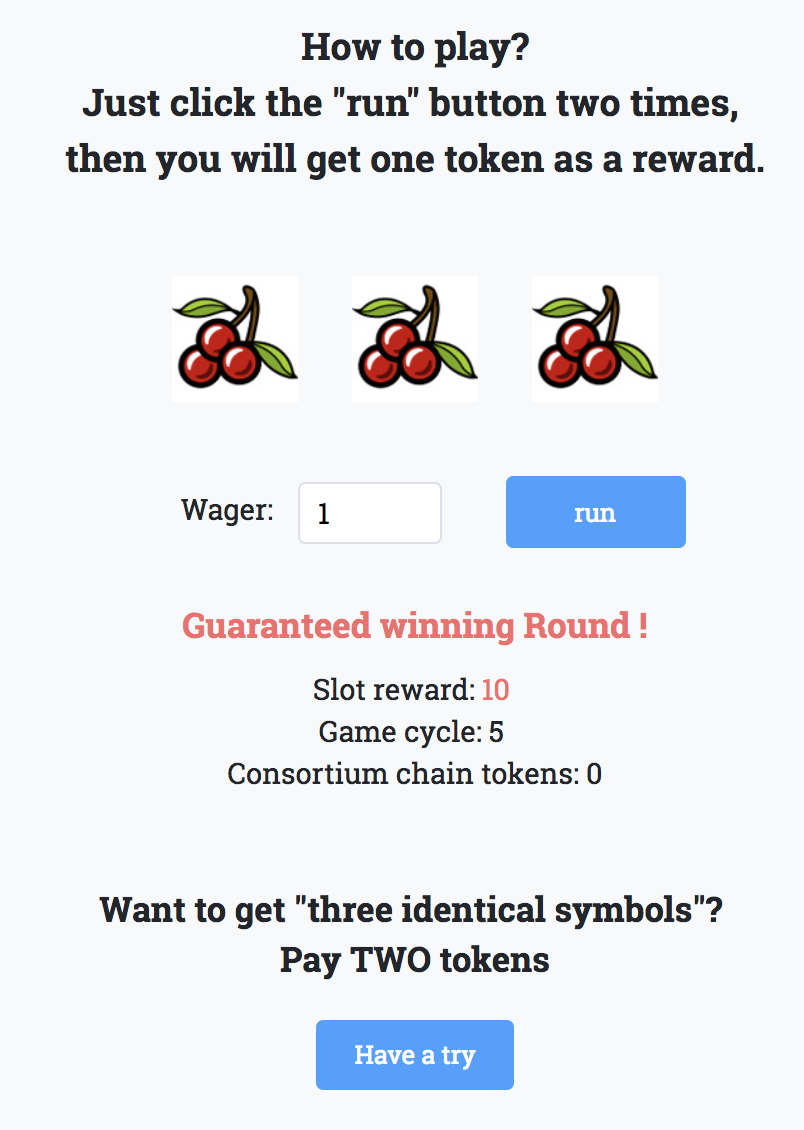 How to play?
Just click the "run" button two times,
then you will get one token as a reward.
Wager: 1 run
Guaranteed winning Round !
Slot reward: 10
Game cycle: 5
Consortium chain tokens: 0
Want to get "three identical symbols"?
Pay TWO tokens
Have a try